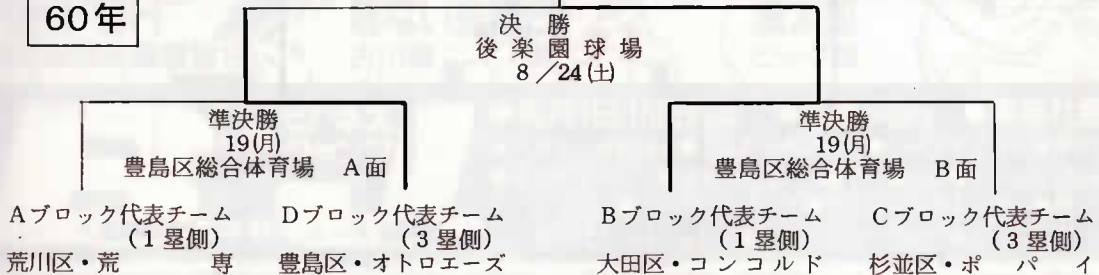 60年
決勝
後楽園球場
8／24(土)
準決勝
19(月)
豊島区総合体育場 A面
準決勝
19(月)
豊島区総合体育場 B面
Aブロック代表チーム
(1塁側)
荒川区・荒専
Dブロック代表チーム
(3塁側)
豊島区・オトロエーズ
Bブロック代表チーム
(1塁側)
大田区・コンコルド
Cブロック代表チーム
(3塁側)
杉並区・ポパイ